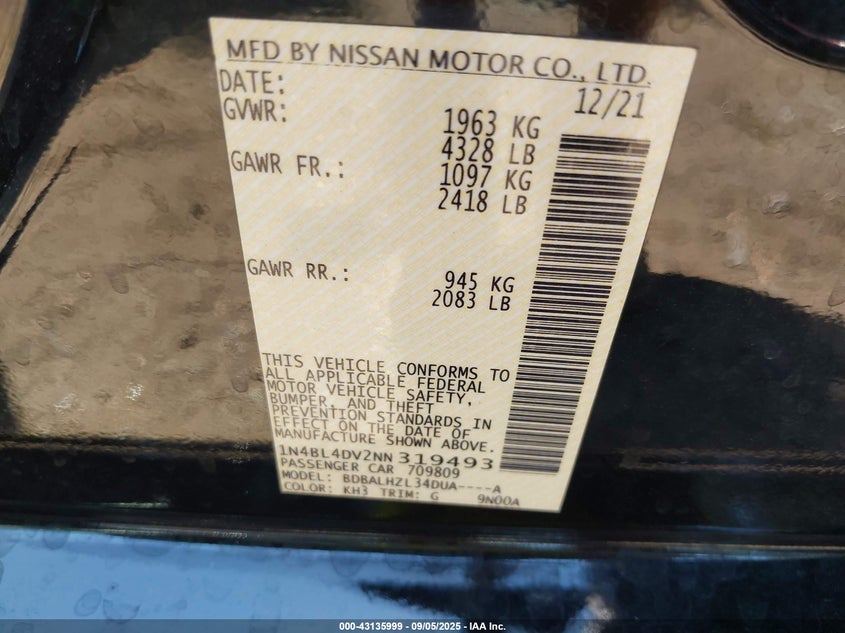 MFD BY NISSAN MOTOR CO., LTD.
DATE: 12/21
GVWR: 1963 KG
4328 LB
GAWR FR.: 1097 KG
2418 LB
GAWR RR.: 945 KG
2083 LB
THIS VEHICLE CONFORMS TO
ALL APPLICABLE FEDERAL
MOTOR VEHICLE SAFETY,
BUMPER, AND THEFT
PREVENTION STANDARDS IN
EFFECT ON THE DATE OF
MANUFACTURE SHOWN ABOVE.
1N4BL4DV2NN319493
PASSENGER CAR 709809
MODEL: BDBALHZL34DUA----A
COLOR: KH3 TRIM: G 9N00A
000-43135999 - 09/05/2025 - IAA Inc.